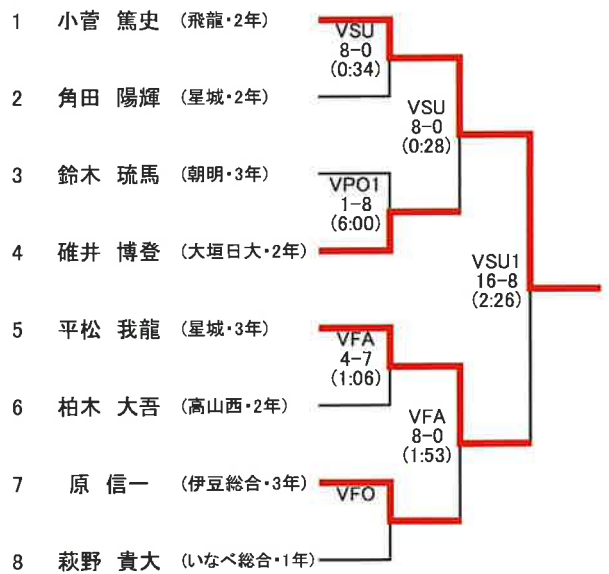 1 小菅 篤史 (飛龍・2年)
VSU
8-0
(0:34)
2 角田 陽輝 (星城・2年)
VSU
8-0
(0:28)
3 鈴木 琉馬 (朝明・3年)
VPO1
1-8
(6:00)
4 碓井 博登 (大垣日大・2年)
VSU1
16-8
(2:26)
5 平松 我龍 (星城・3年)
VFA
4-7
(1:06)
6 柏木 大吾 (高山西・2年)
VFA
8-0
(1:53)
7 原 信一 (伊豆総合・3年)
VFO
8 萩野 貴大 (いなべ総合・1年)